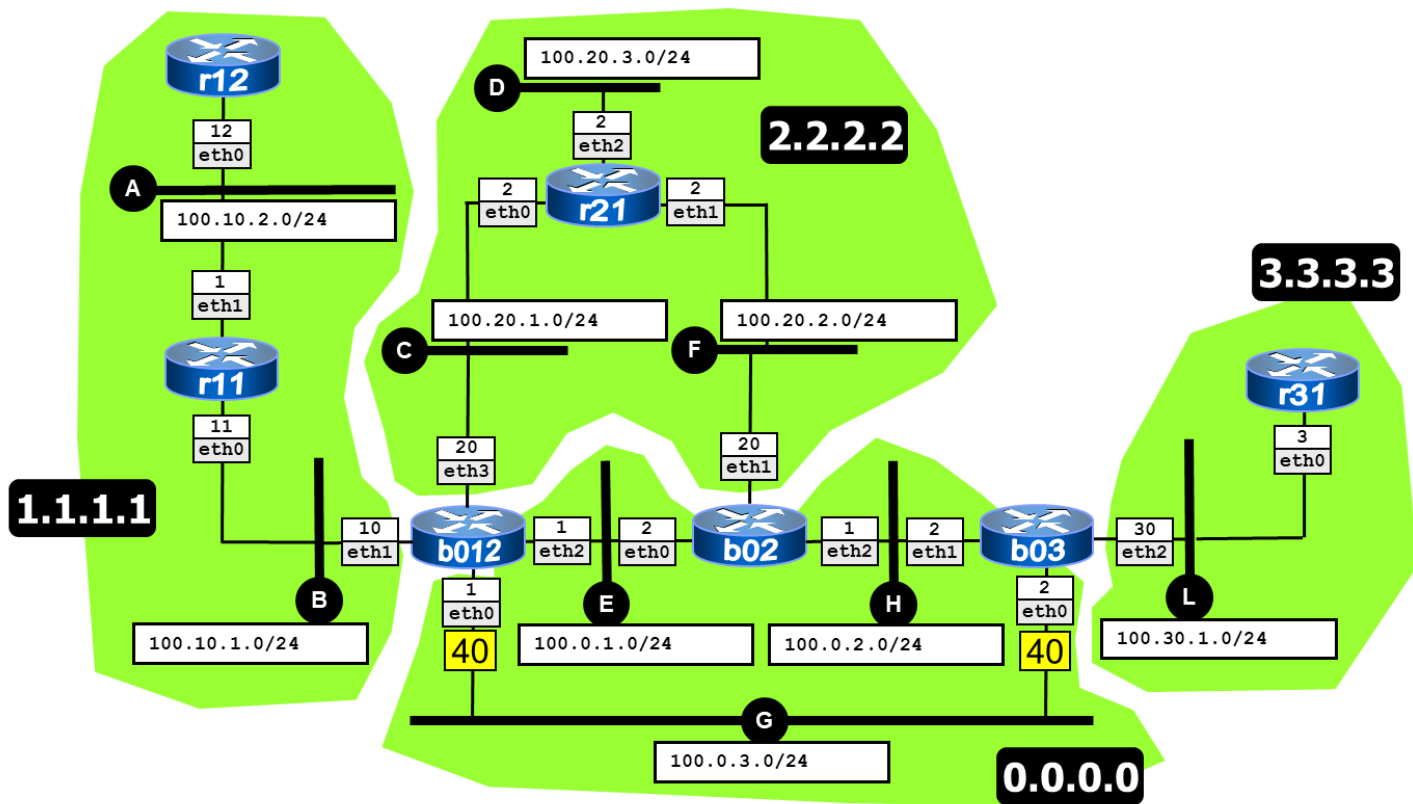 r12
12
eth0
A
100.10.2.0/24
1
eth1
r11
11
eth0
1.1.1.1
B
100.10.1.0/24
10
eth1
D
100.20.3.0/24
2
eth2
2.2.2.2
2
eth0
r21
2
eth1
C
100.20.1.0/24
F
100.20.2.0/24
20
eth3
20
eth1
b012
1
eth2
E
100.0.1.0/24
2
eth0
b02
1
eth2
H
100.0.2.0/24
2
eth1
b03
30
eth2
L
100.30.1.0/24
3.3.3.3
r31
3
eth0
1
eth0
40
2
eth0
40
G
100.0.3.0/24
0.0.0.0